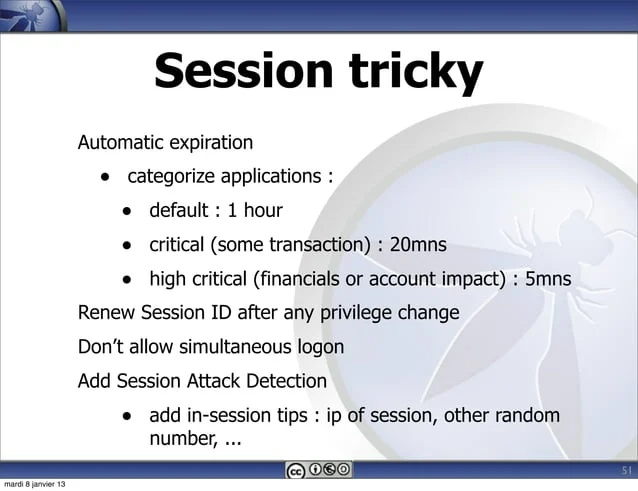 Session tricky
Automatic expiration
• categorize applications :
• default : 1 hour
• critical (some transaction) : 20mns
• high critical (financials or account impact) : 5mns
Renew Session ID after any privilege change
Don’t allow simultaneous logon
Add Session Attack Detection
• add in-session tips : ip of session, other random
number, ...
cc
51
mardi 8 janvier 13